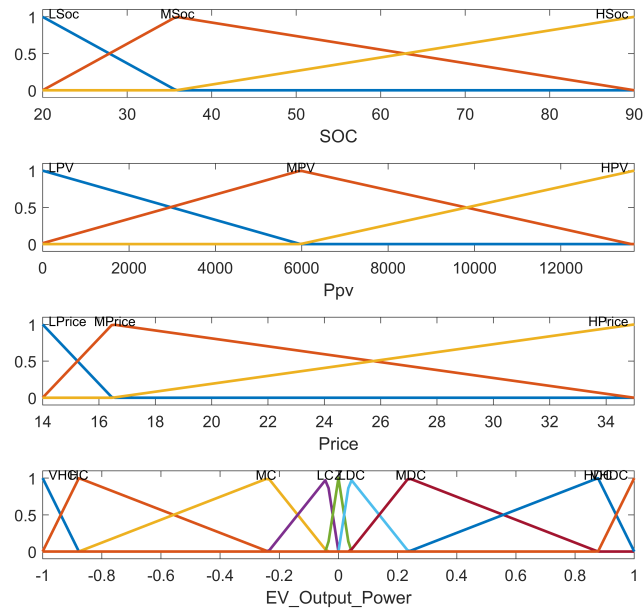 LSoc MSoc HSoc
1
0.5
0
20 30 40 50 60 70 80 90
SOC
LPV MPV HPV
1
0.5
0
0 2000 4000 6000 8000 10000 12000
Ppv
LPrice MPrice HPrice
1
0.5
0
14 16 18 20 22 24 26 28 30 32 34
Price
VHC HC MC LC Z LDC MDC HDC VHDC
1
0.5
0
-1 -0.8 -0.6 -0.4 -0.2 0 0.2 0.4 0.6 0.8 1
EV_Output_Power